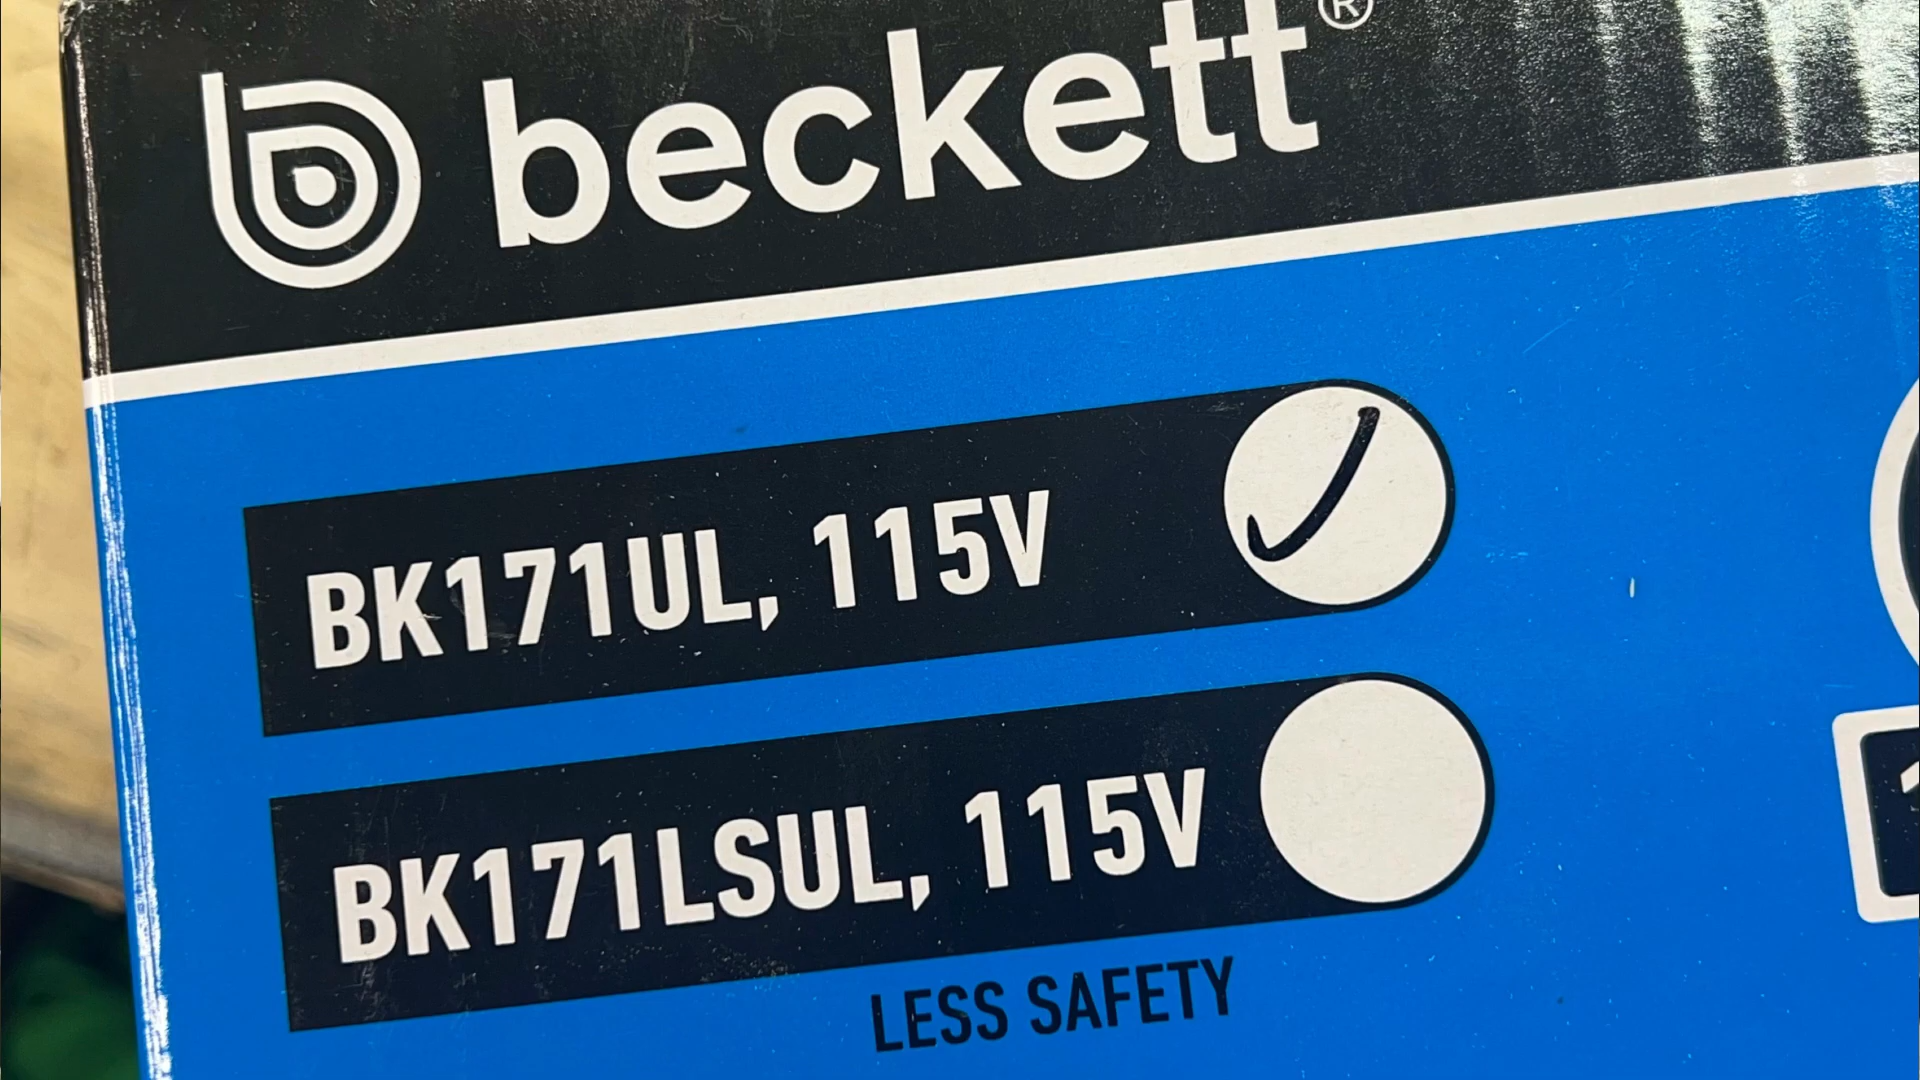 beckett®
BK171UL, 115V
BK171LSUL, 115V
LESS SAFETY